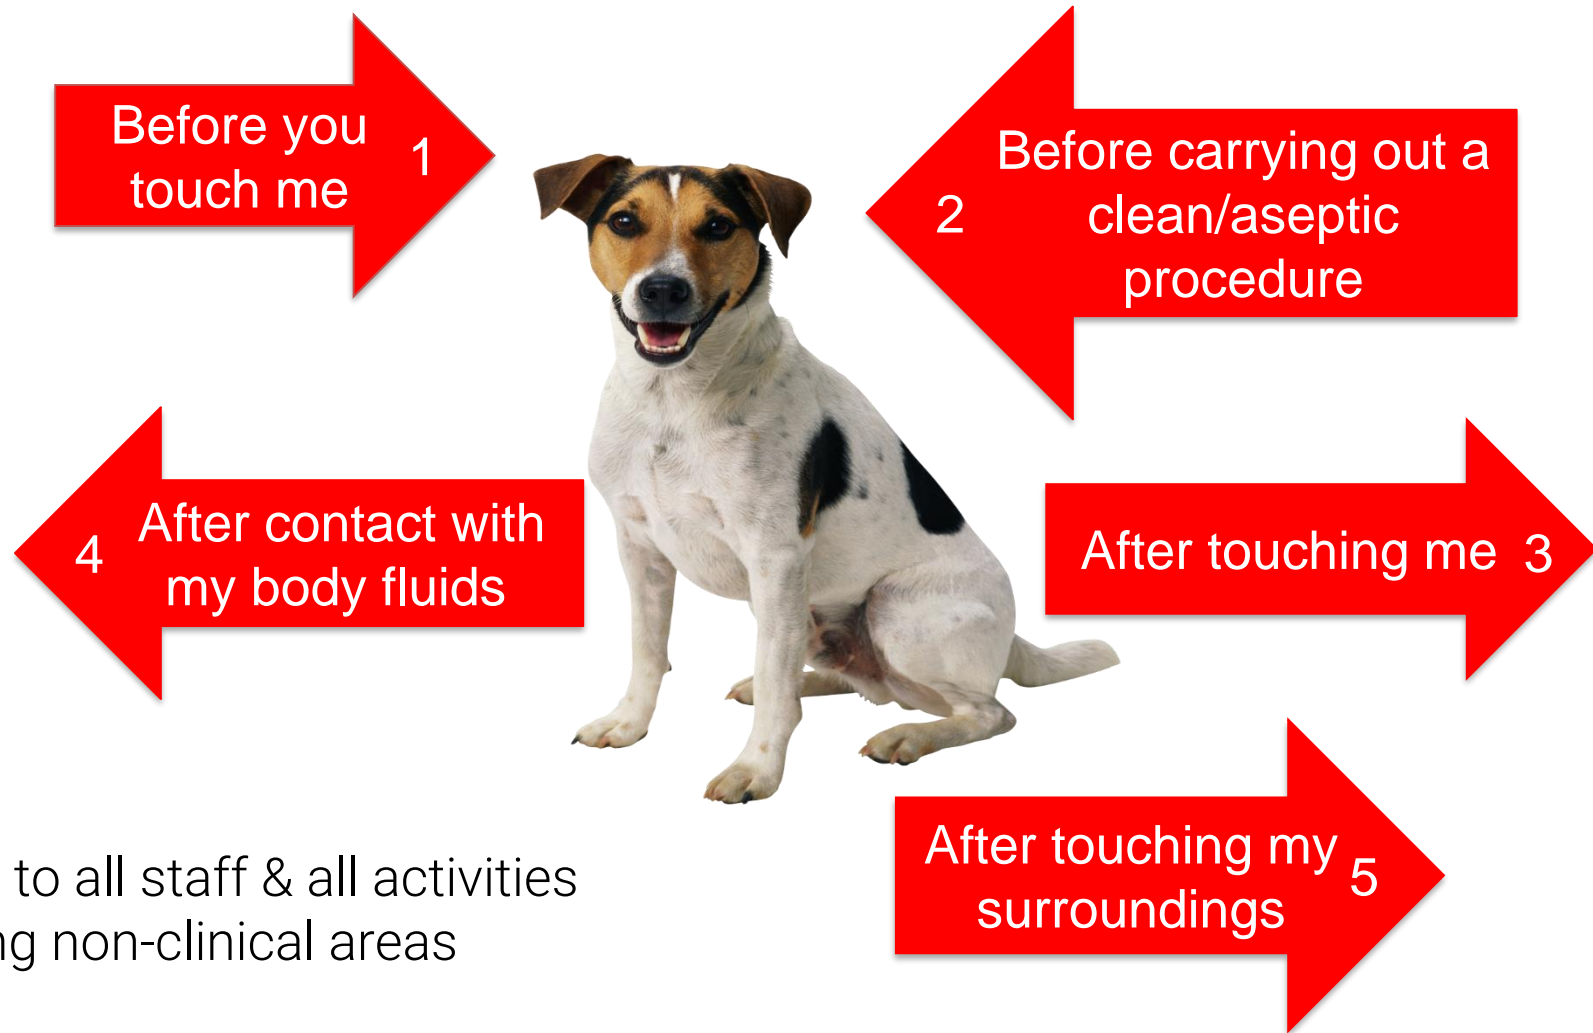 Before you
touch me
1
Before carrying out a
clean/aseptic
procedure
2
After touching me 3
4
After contact with
my body fluids
After touching my
surroundings
5
to all staff & all activities
non-clinical areas